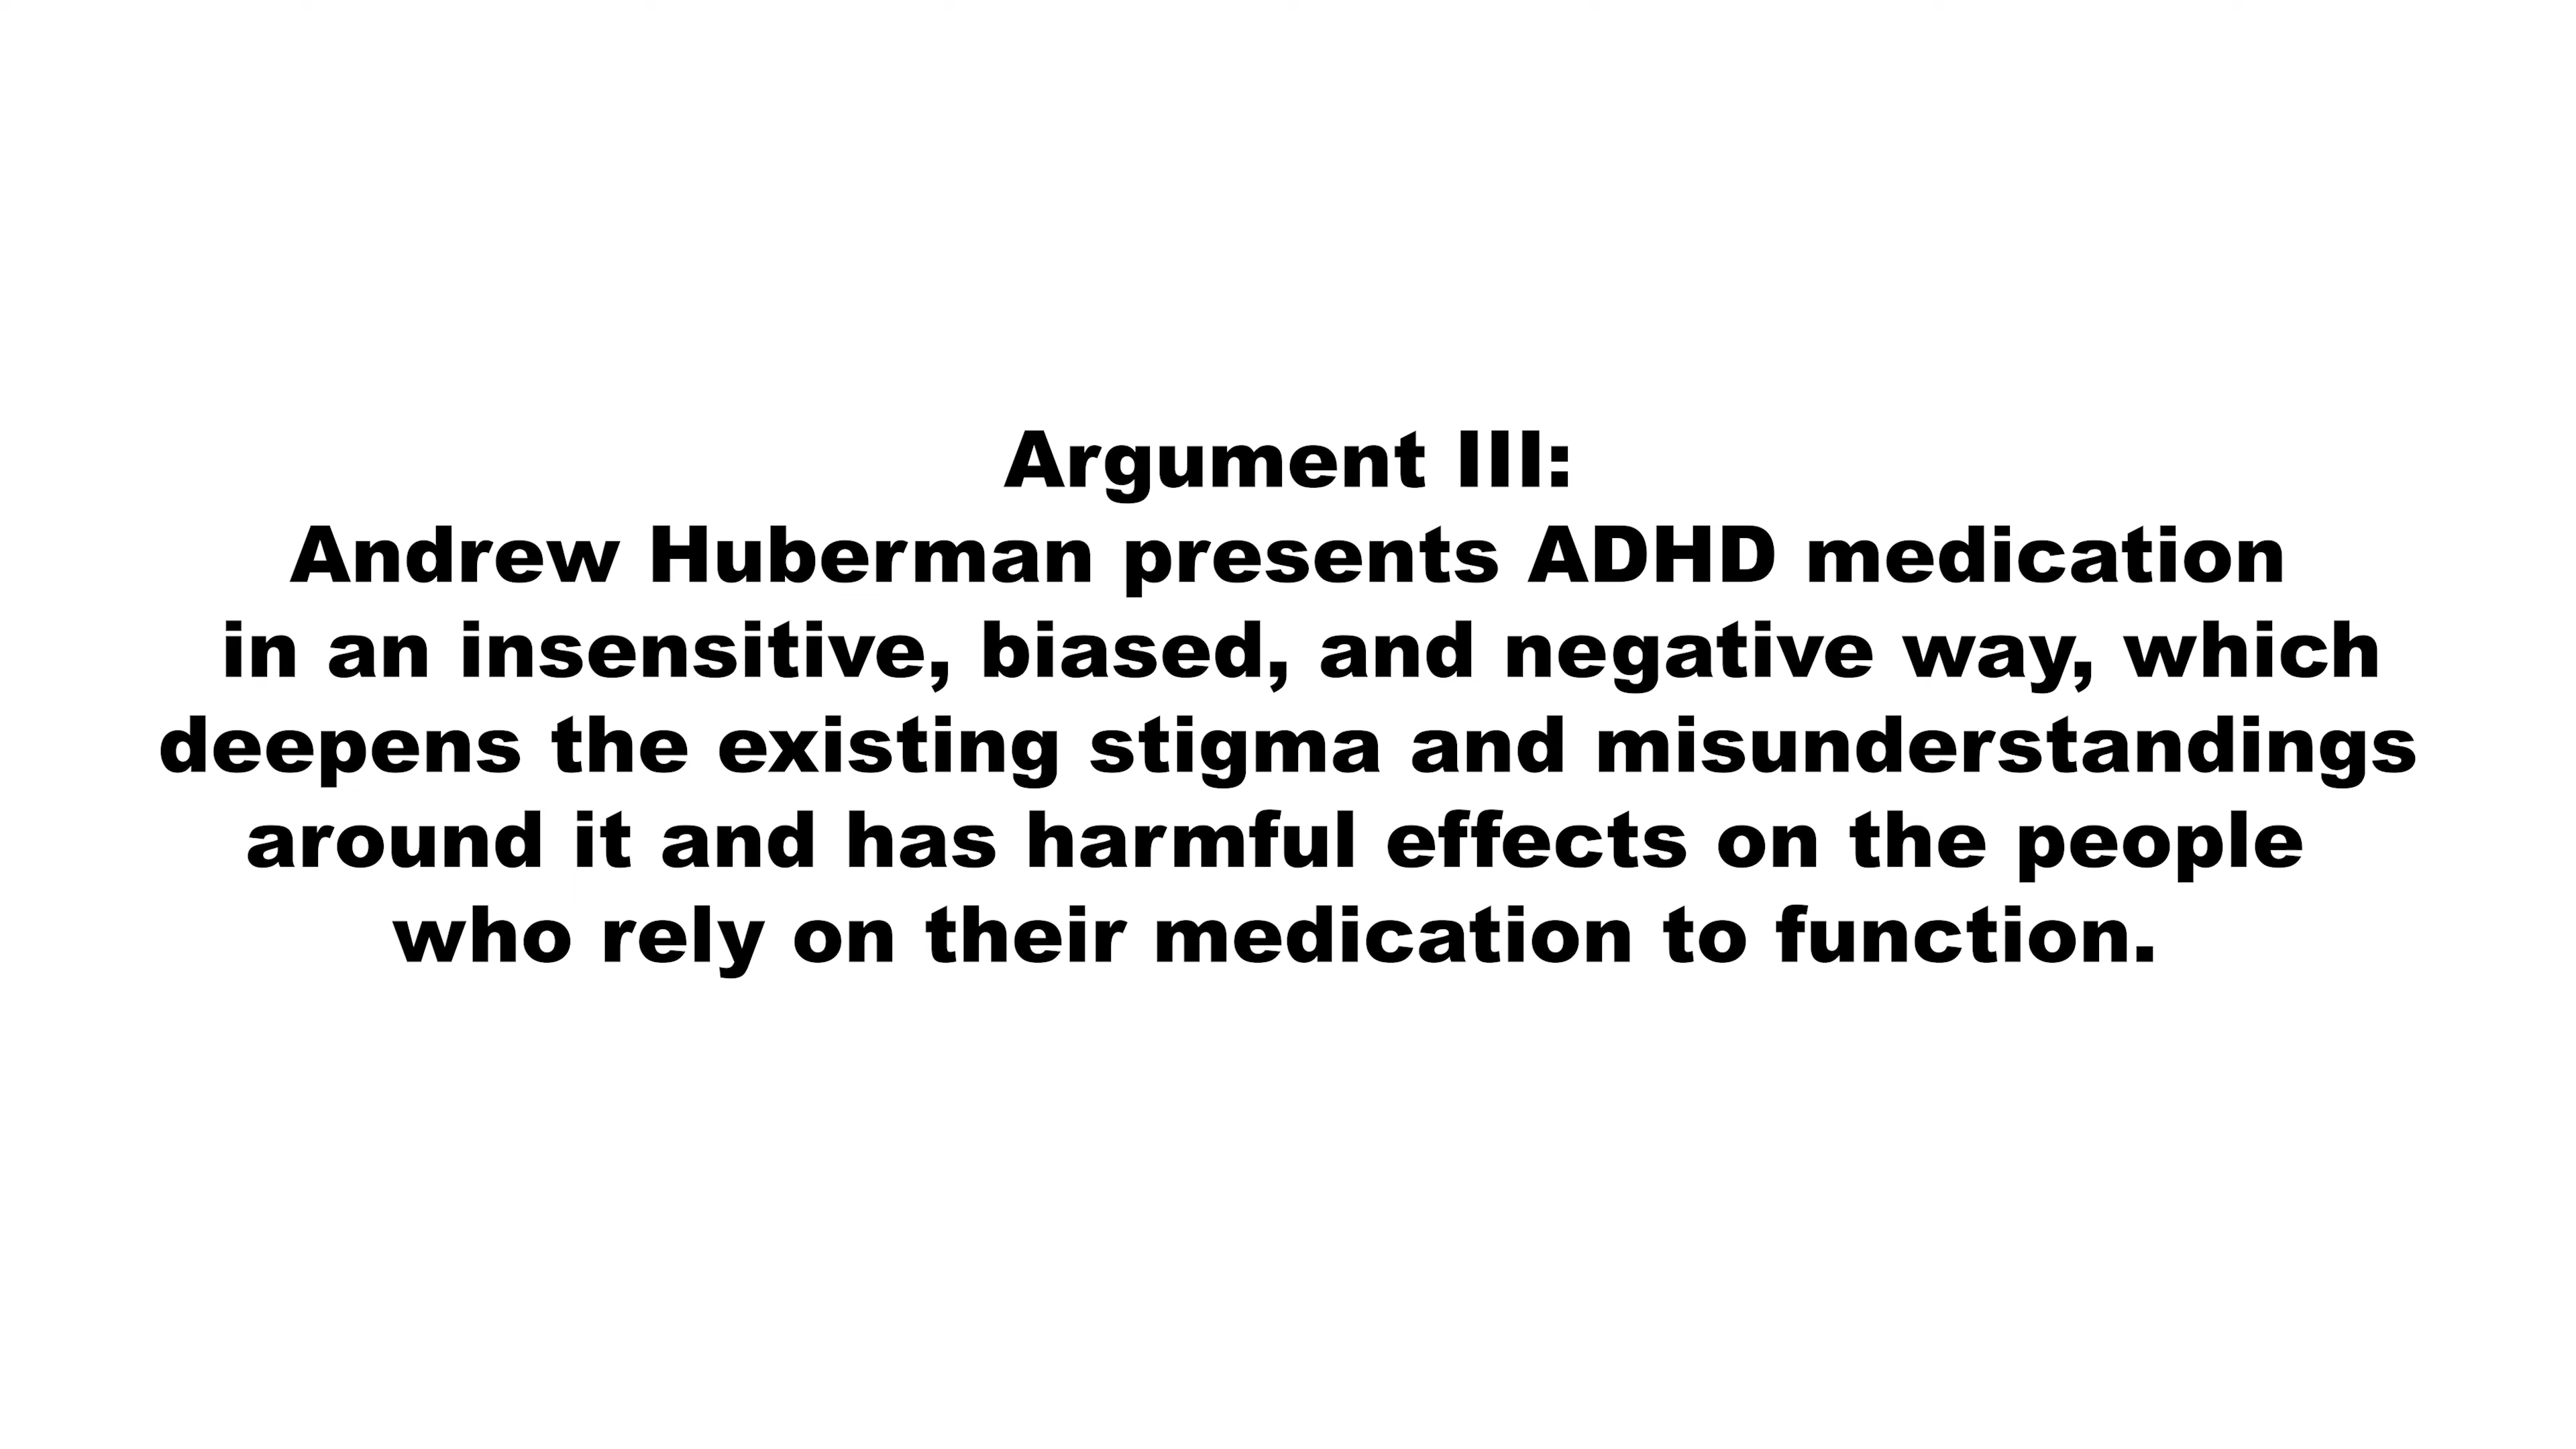 Argument III:
Andrew Huberman presents ADHD medication
in an insensitive, biased, and negative way, which
deepens the existing stigma and misunderstandings
around it and has harmful effects on the people
who rely on their medication to function.